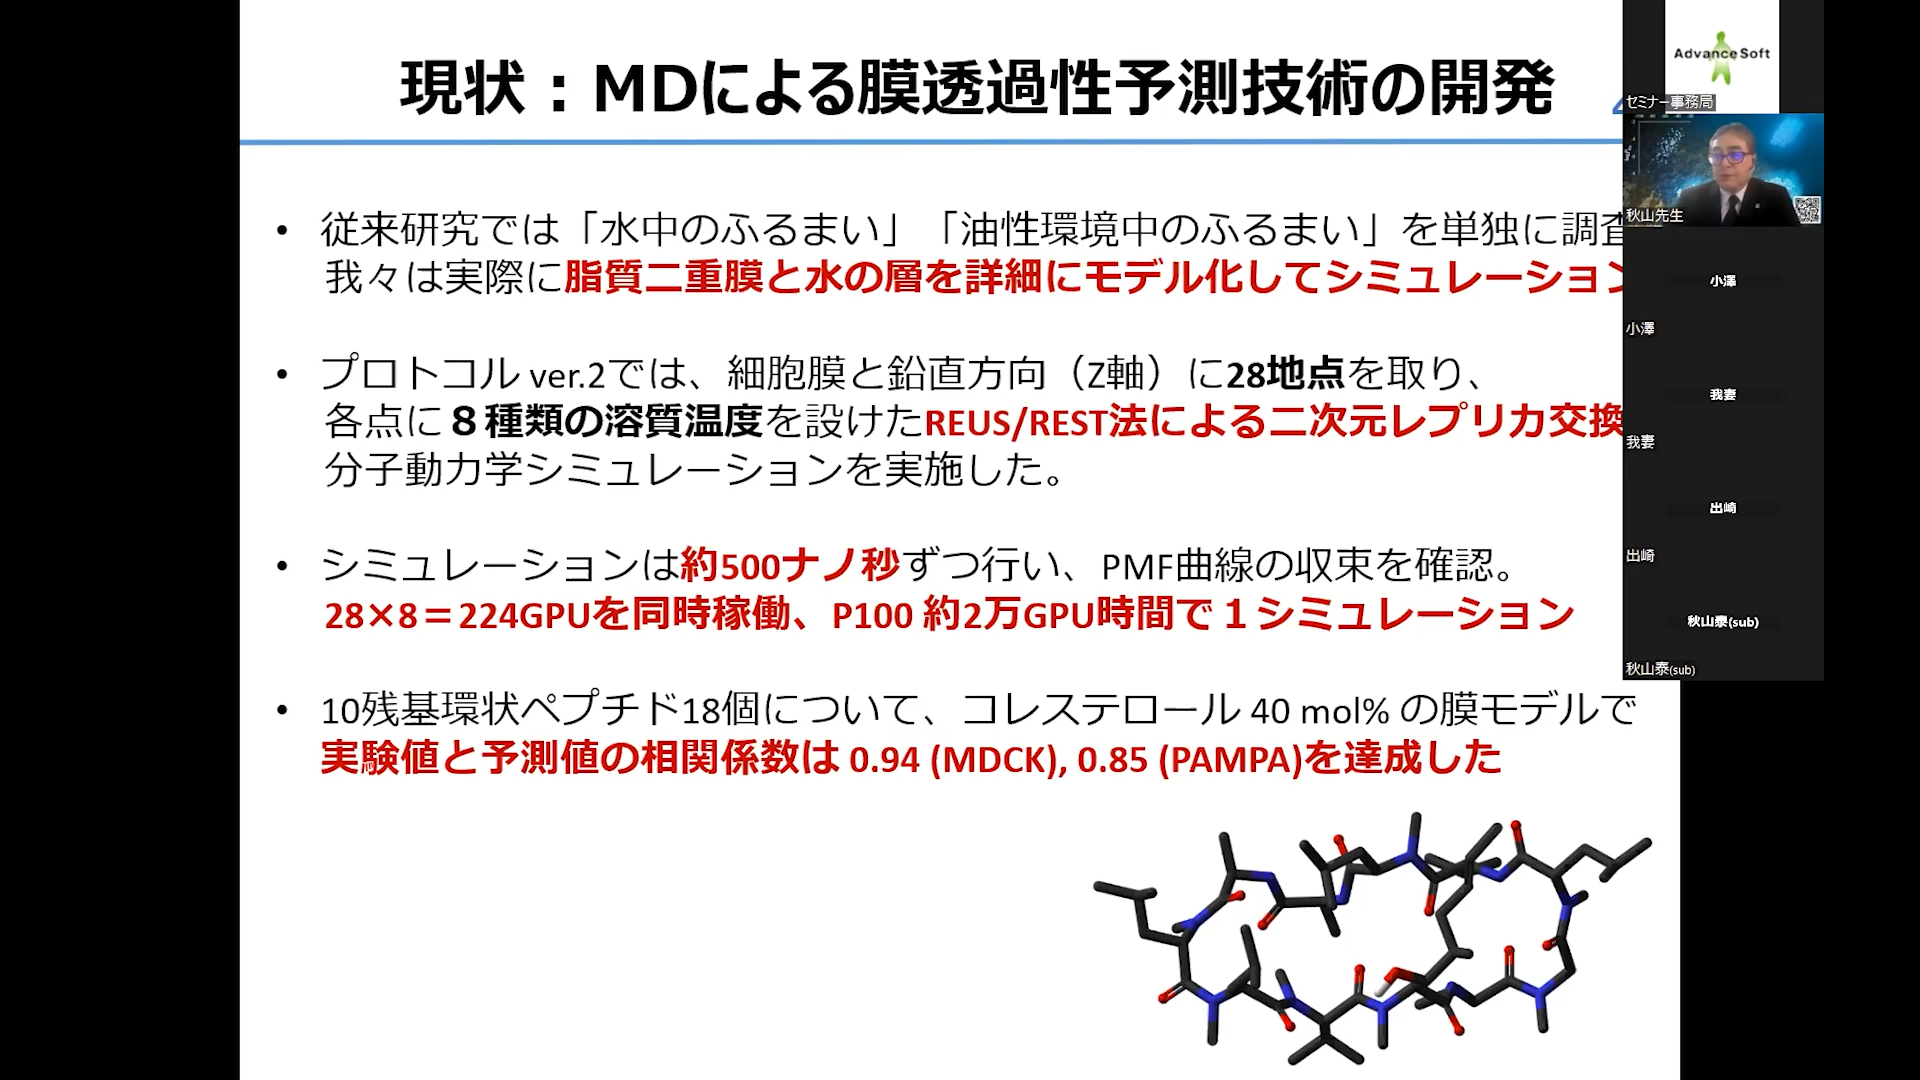 現状：MDによる膜透過性予測技術の開発
• 従来研究では「水中のふるまい」「油性環境中のふるまい」を単独に調査
我々は実際に脂質二重膜と水の層を詳細にモデル化してシミュレーション
• プロトコル ver.2では、細胞膜と鉛直方向（Z軸）に28地点を取り、
各点に８種類の溶質温度を設けたREUS/REST法による二次元レプリカ交換
分子動力学シミュレーションを実施した。
• シミュレーションは約500ナノ秒ずつ行い、PMF曲線の収束を確認。
28×8＝224GPUを同時稼働、P100 約2万GPU時間で１シミュレーション
• 10残基環状ペプチド18個について、コレステロール 40 mol% の膜モデルで
実験値と予測値の相関係数は 0.94 (MDCK), 0.85 (PAMPA)を達成した
AdvanceSoft
セミナー事務局
秋山先生
小澤
小澤
我妻
我妻
出崎
出崎
秋山泰(sub)
秋山泰(sub)